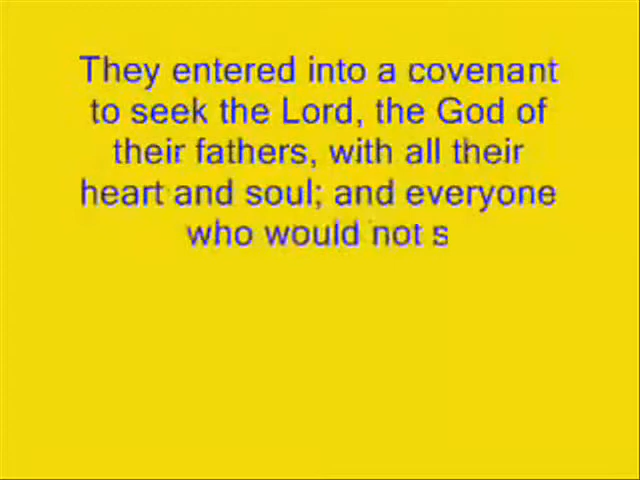 They entered into a covenant
to seek the Lord, the God of
their fathers, with all their
heart and soul; and everyone
who would not s